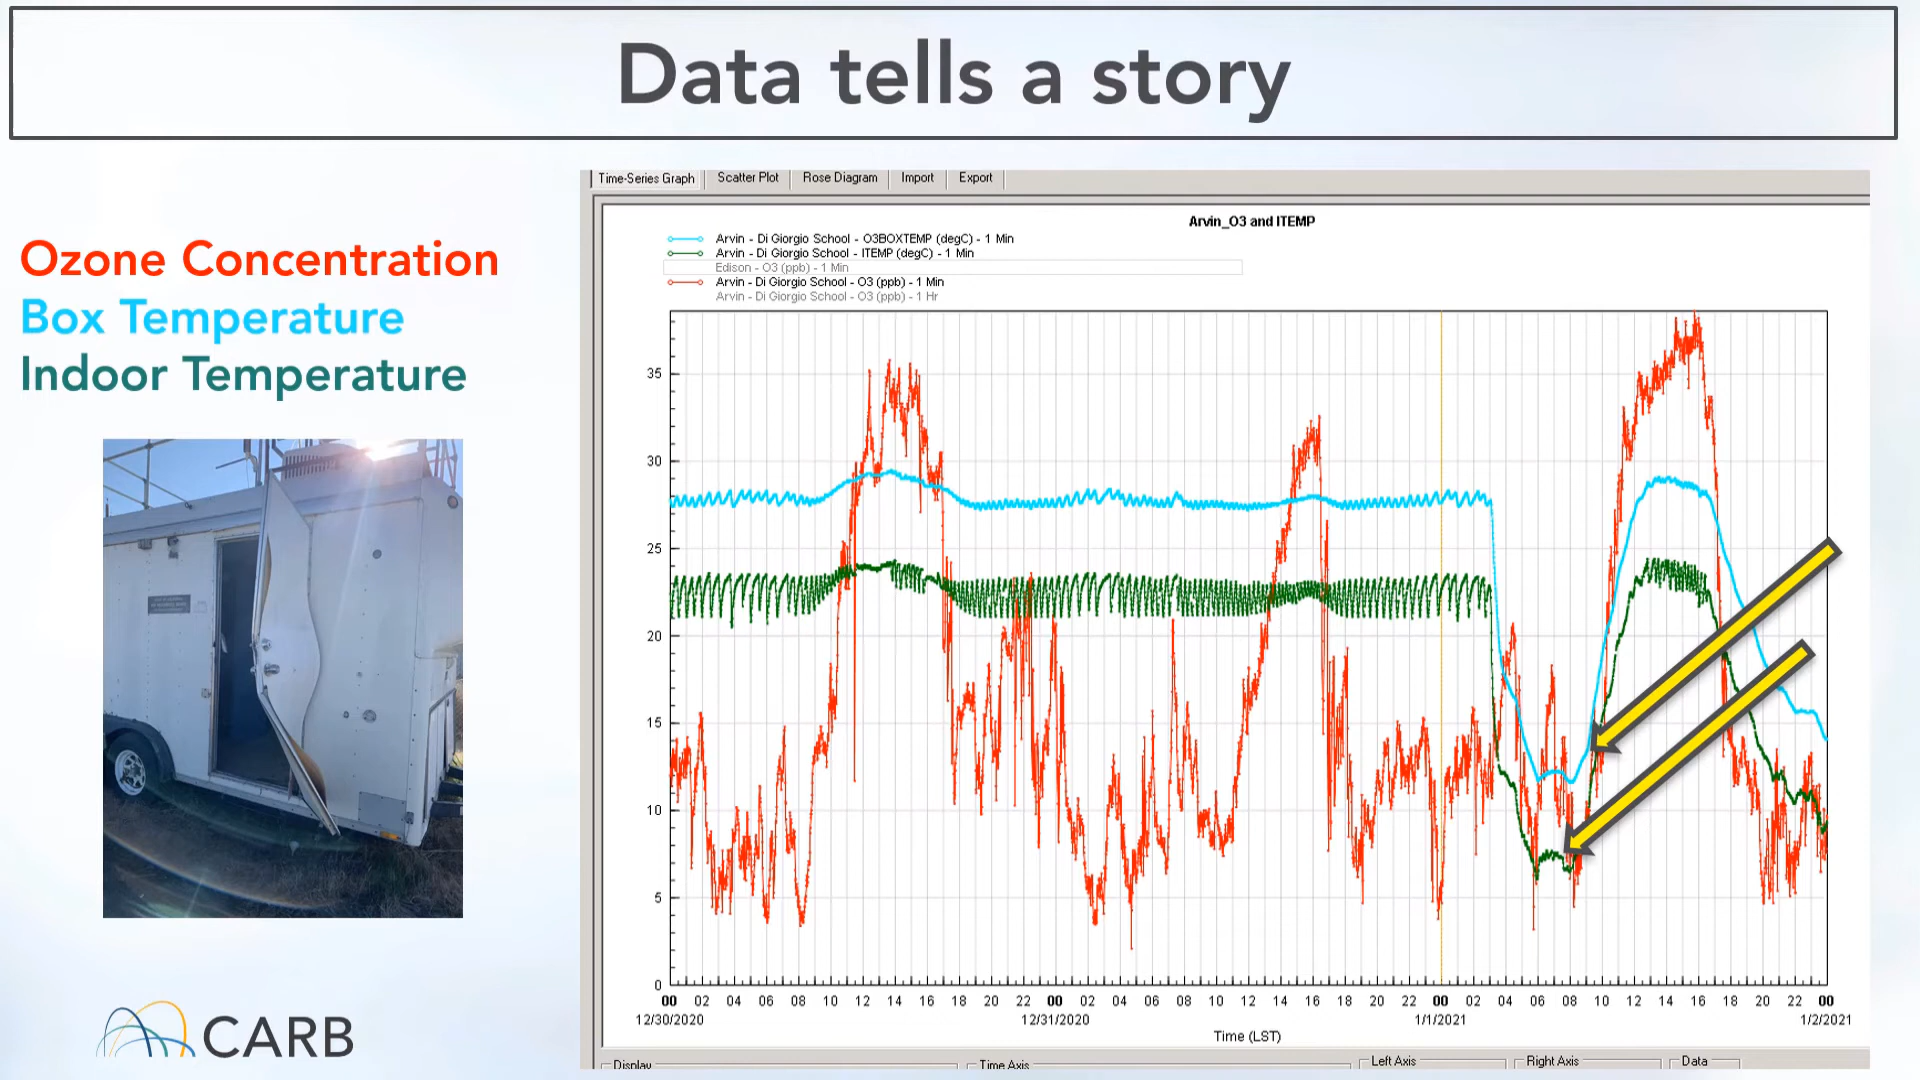 Data tells a story
Ozone Concentration
Box Temperature
Indoor Temperature
CARB
Time-Series Graph
Scatter Plot
Rose Diagram
Import
Export
Arvin_O3 and ITEMP
Arvin - Di Giorgio School - O3BOXTEMP (degC) - 1 Min
Arvin - Di Giorgio School - ITEMP (degC) - 1 Min
Edison - O3 (ppb) - 1 Min
Arvin - Di Giorgio School - O3 (ppb) - 1 Min
Arvin - Di Giorgio School - O3 (ppb) - 1 Hr
35
30
25
20
15
10
5
0
00 02 04 06 08 10 12 14 16 18 20 22 00 02 04 06 08 10 12 14 16 18 20 22 00 02 04 06 08 10 12 14 16 18 20 22 00
12/30/2020 12/31/2020 1/1/2021 1/2/2021
Time (LST)
Display
Time Axis
Left Axis
Right Axis
Data